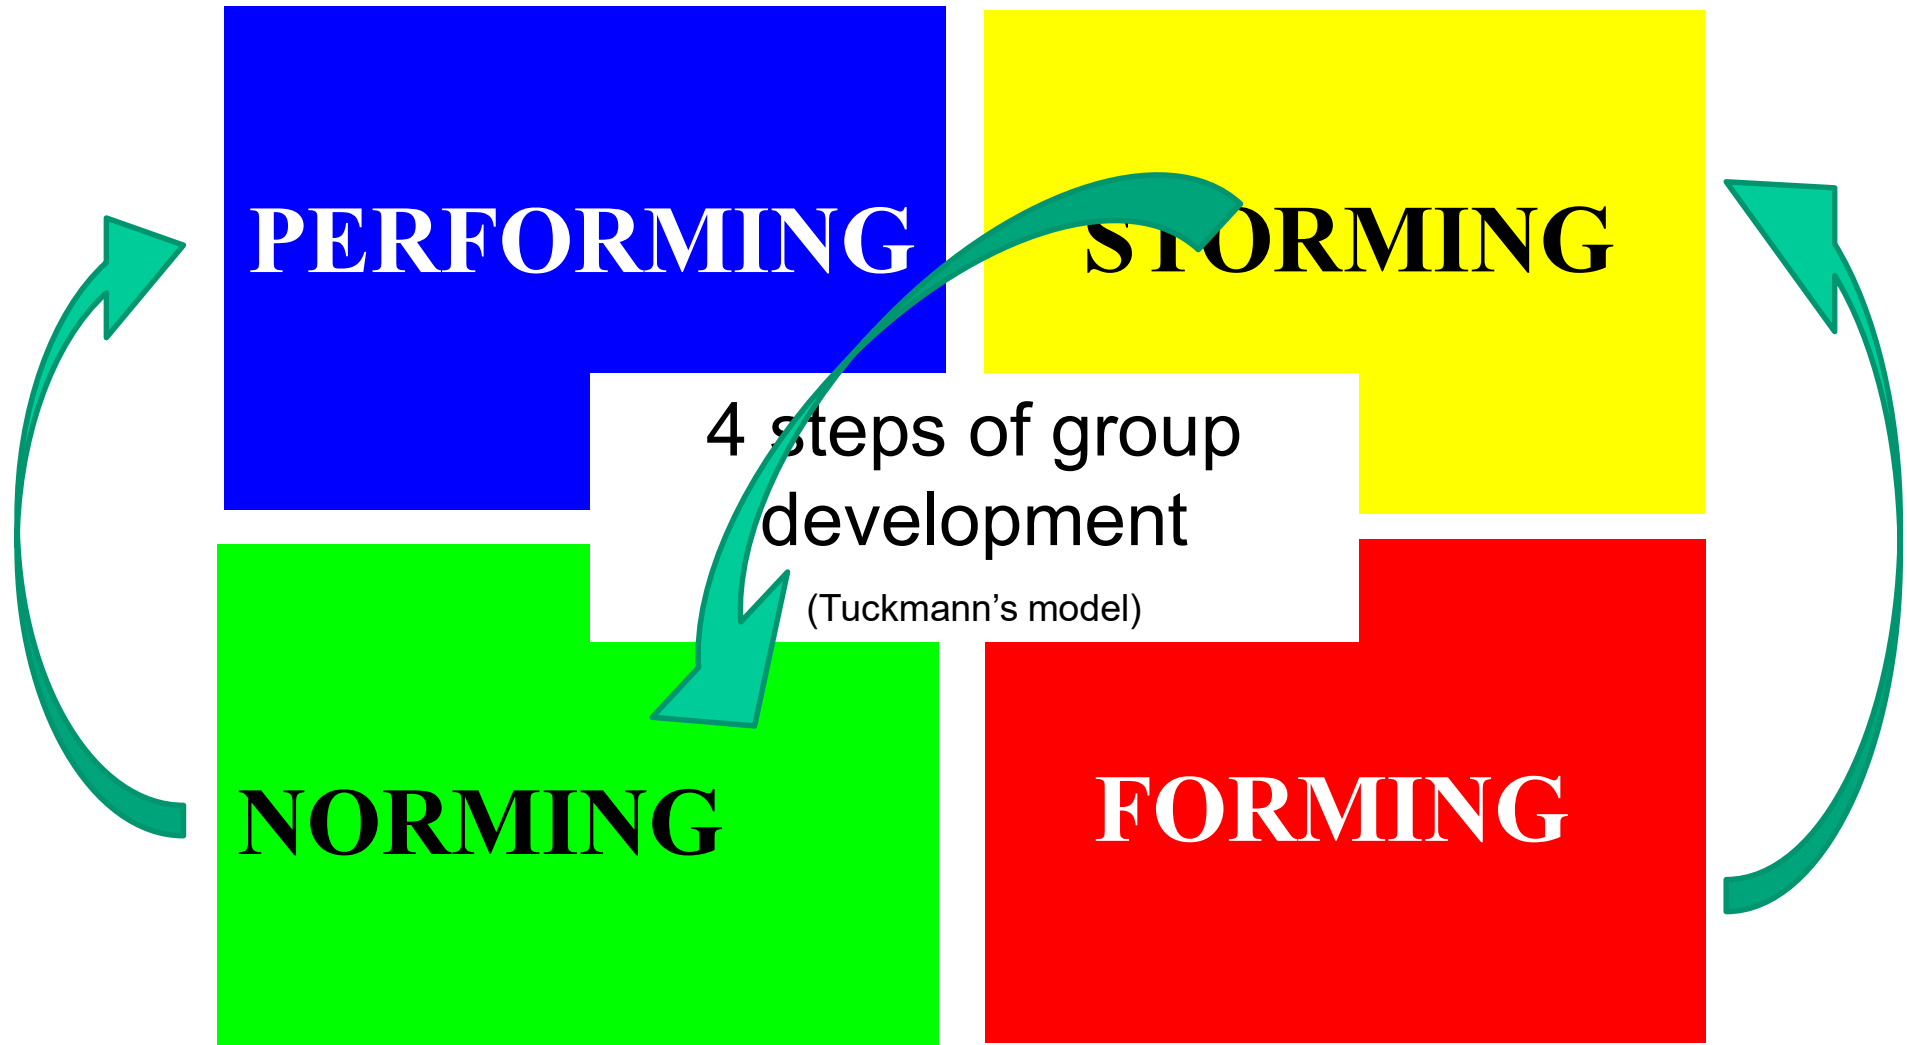 PERFORMING
STORMING
4 steps of group
development
(Tuckmann’s model)
NORMING
FORMING